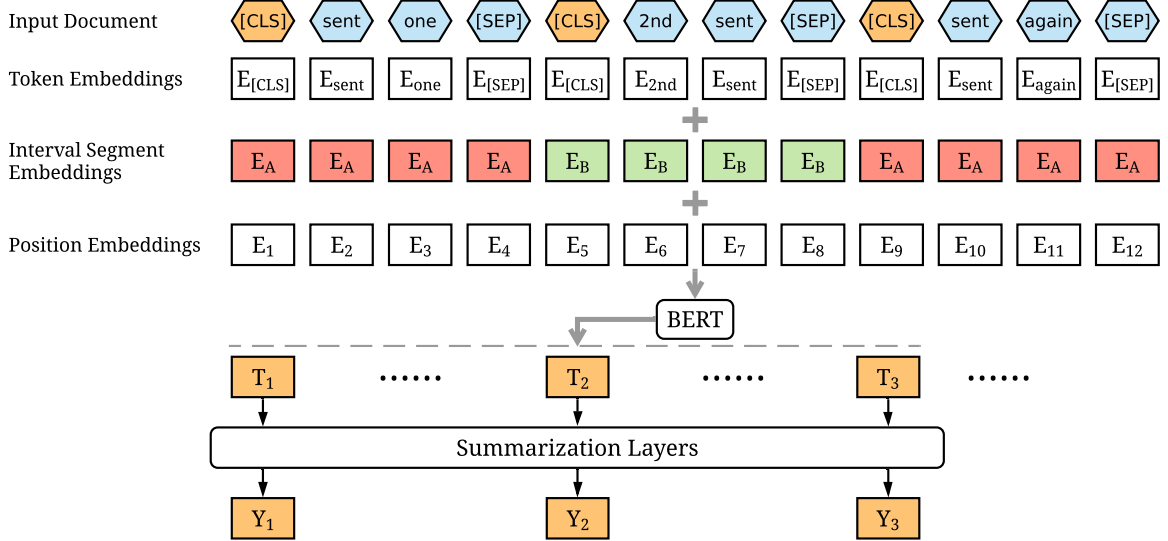 Input Document [CLS] sent one [SEP] [CLS] 2nd sent [SEP] [CLS] sent again [SEP]
Token Embeddings E[CLS] Esent Eone E[SEP] E[CLS] E2nd Esent E[SEP] E[CLS] Esent Eagain E[SEP]
+
Interval Segment
Embeddings EA EA EA EA EB EB EB EB EA EA EA EA
+
Position Embeddings E1 E2 E3 E4 E5 E6 E7 E8 E9 E10 E11 E12
BERT
T1 ...... T2 ...... T3 ......
Summarization Layers
Y1 Y2 Y3